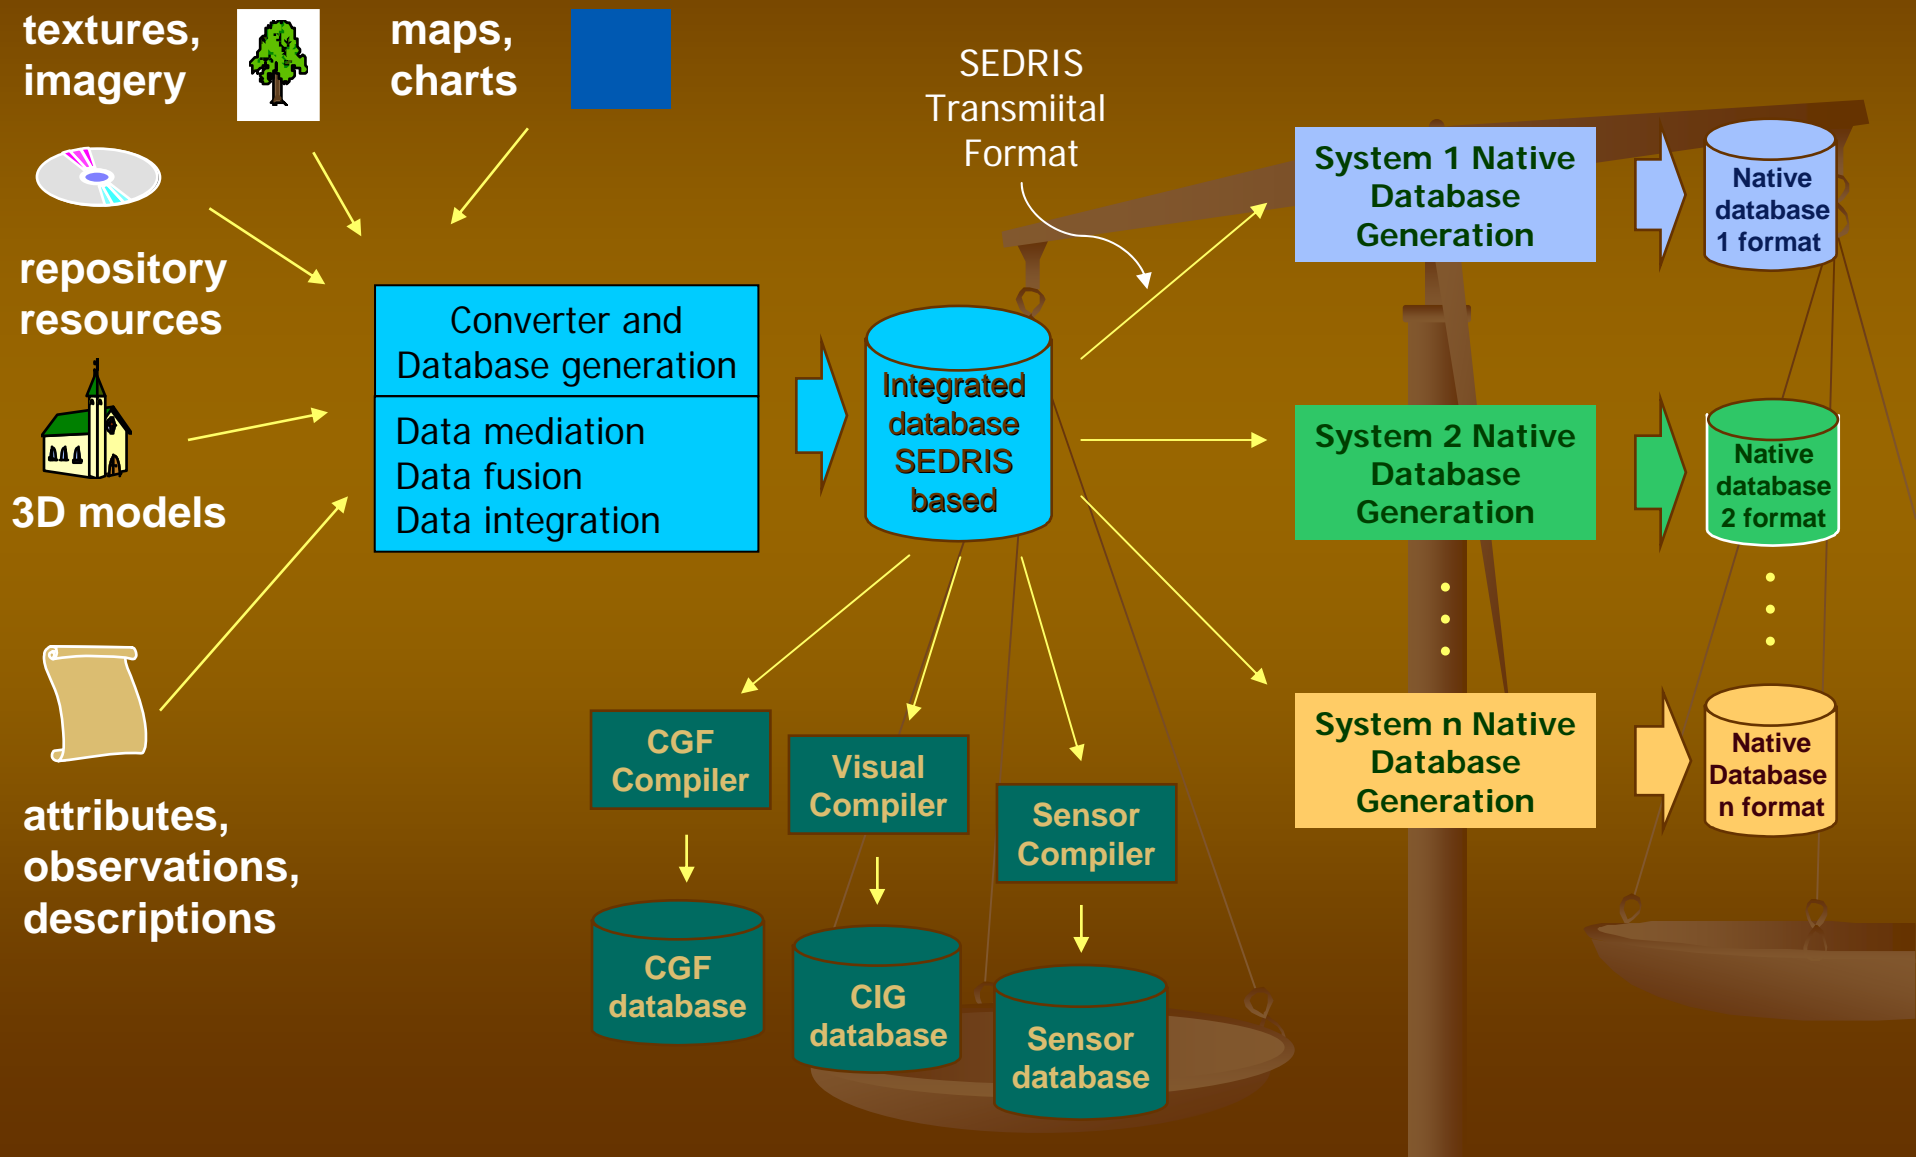 textures,
imagery
maps,
charts
SEDRIS
Transmiital
Format
repository
resources
3D models
attributes,
observations,
descriptions
Converter and
Database generation
Data mediation
Data fusion
Data integration
Integrated
database
SEDRIS
based
System 1 Native
Database
Generation
Native
database
1 format
System 2 Native
Database
Generation
Native
database
2 format
System n Native
Database
Generation
Native
Database
n format
CGF
Compiler
Visual
Compiler
Sensor
Compiler
CGF
database
CIG
database
Sensor
database